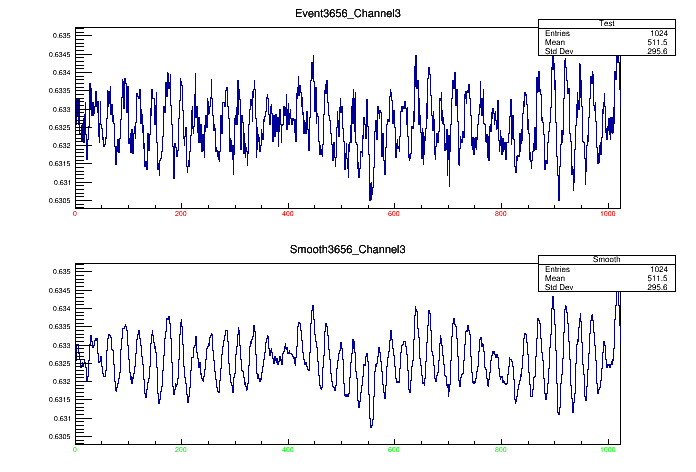 Event3656_Channel3
Test
Entries 1024
Mean 511.5
Std Dev 295.6
0.635
0.6345
0.634
0.6335
0.633
0.6325
0.632
0.6315
0.631
0.6305
0 200 400 600 800 1000
Smooth3656_Channel3
Smooth
Entries 1024
Mean 511.5
Std Dev 295.6
0.635
0.6345
0.634
0.6335
0.633
0.6325
0.632
0.6315
0.631
0.6305
0 200 400 600 800 1000